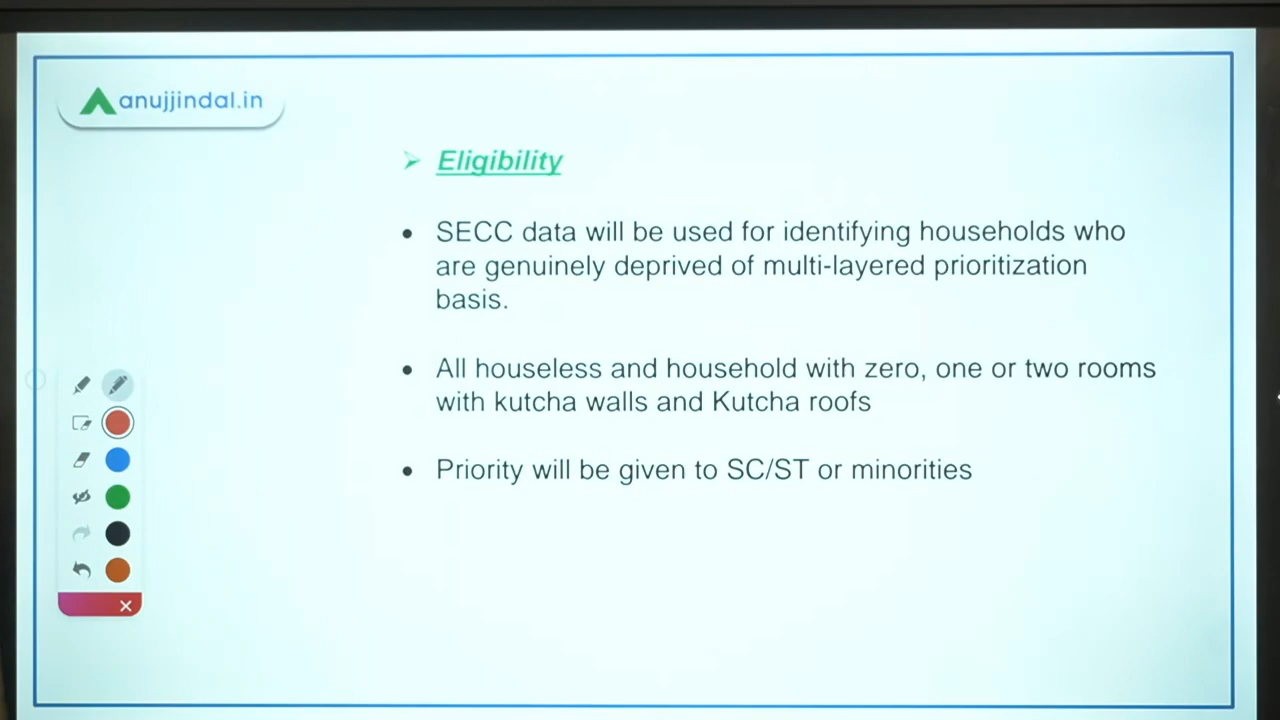 anujjindal.in
Eligibility
SECC data will be used for identifying households who
are genuinely deprived of multi-layered prioritization
basis.
All houseless and household with zero, one or two rooms
with kutcha walls and Kutcha roofs
Priority will be given to SC/ST or minorities